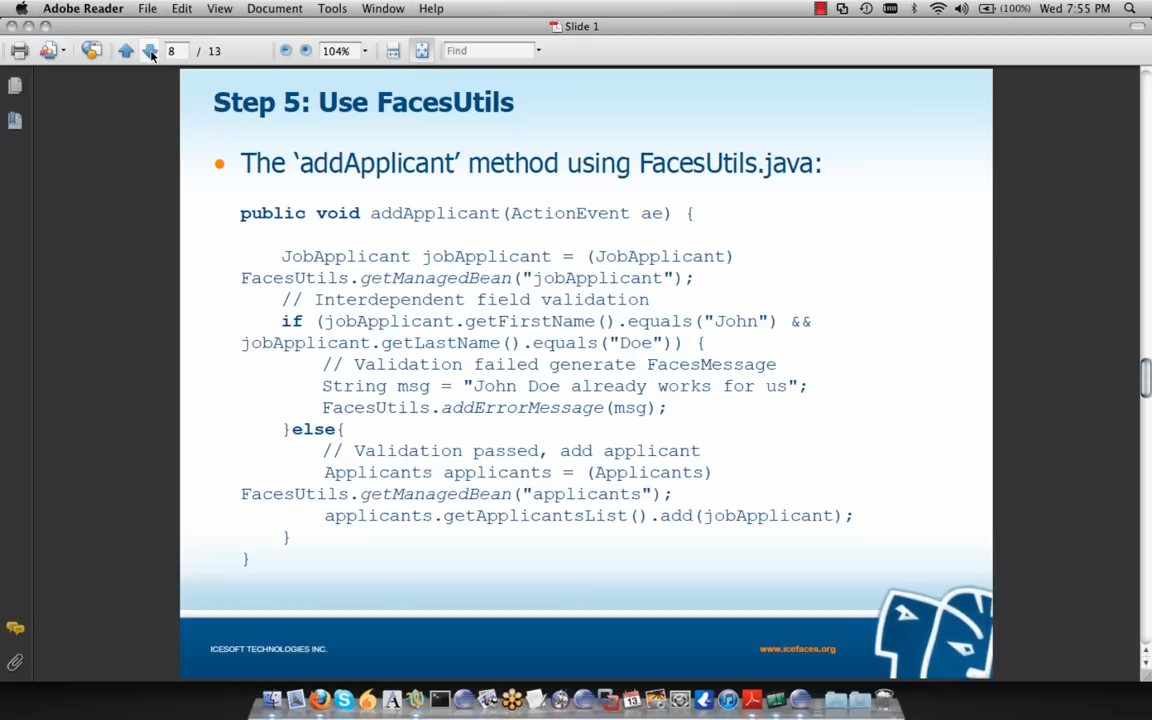 Adobe Reader File Edit View Document Tools Window Help (100%) Wed 7:55 PM
Slide 1
8 / 13 104% Find
Step 5: Use FacesUtils
• The ‘addApplicant’ method using FacesUtils.java:
public void addApplicant(ActionEvent ae) {
JobApplicant jobApplicant = (JobApplicant)
FacesUtils.getManagedBean("jobApplicant");
// Interdependent field validation
if (jobApplicant.getFirstName().equals("John") &&
jobApplicant.getLastName().equals("Doe")) {
// Validation failed generate FacesMessage
String msg = "John Doe already works for us";
FacesUtils.addErrorMessage(msg);
}else{
// Validation passed, add applicant
Applicants applicants = (Applicants)
FacesUtils.getManagedBean("applicants");
applicants.getApplicantsList().add(jobApplicant);
}
}
ICESOFT TECHNOLOGIES INC. www.icefaces.org